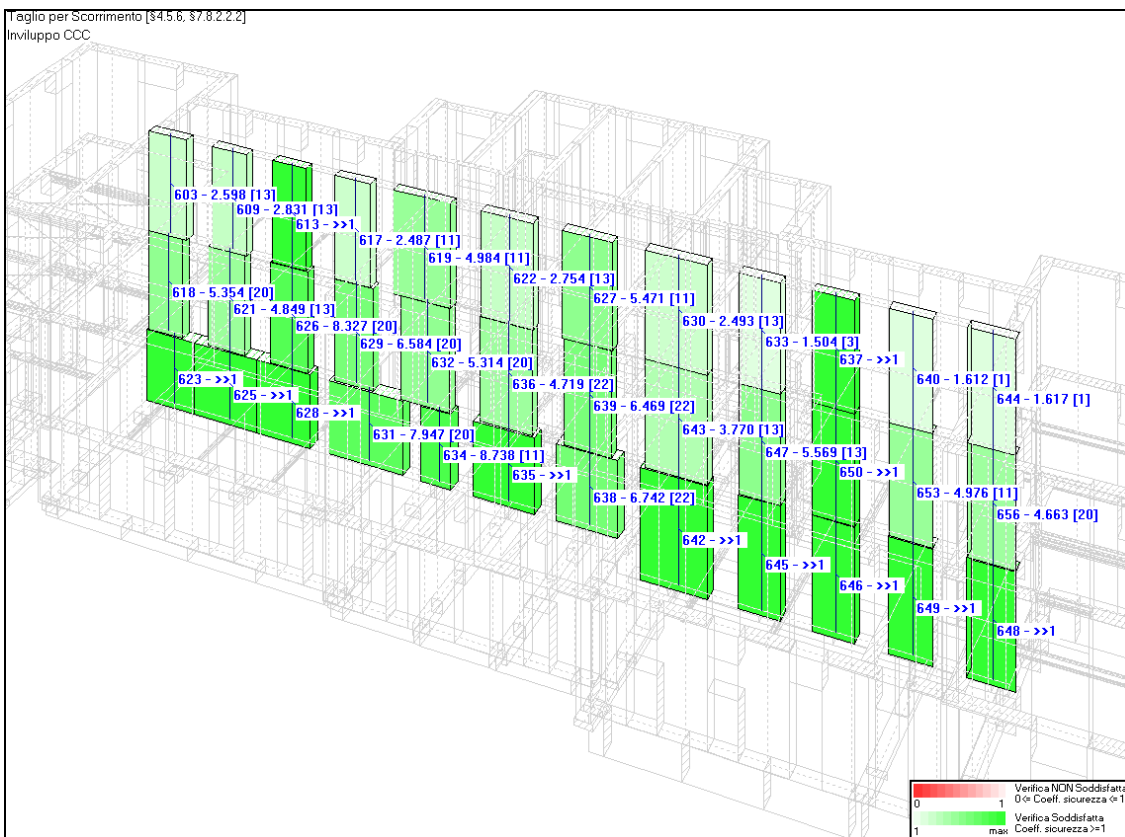 Taglio per Scorrimento [§4.5.6, §7.8.2.2.2]
Inviluppo CCC
603 - 2.598 [13]
609 - 2.831 [13]
613 - >>1
617 - 2.487 [11]
619 - 4.984 [11]
622 - 2.754 [13]
627 - 5.471 [11]
630 - 2.493 [13]
633 - 1.504 [3]
637 - >>1
640 - 1.612 [1]
644 - 1.617 [1]
618 - 5.354 [20]
621 - 4.849 [13]
626 - 8.327 [20]
629 - 6.584 [20]
632 - 5.314 [20]
636 - 4.719 [22]
639 - 6.469 [22]
643 - 3.770 [13]
647 - 5.569 [13]
650 - >>1
653 - 4.976 [11]
656 - 4.663 [20]
623 - >>1
625 - >>1
628 - >>1
631 - 7.947 [20]
634 - 8.738 [11]
635 - >>1
638 - 6.742 [22]
642 - >>1
645 - >>1
646 - >>1
649 - >>1
648 - >>1
Verifica NON Soddisfatta
0 <= Coeff. sicurezza <= 1
0 1
Verifica Soddisfatta
Coeff. sicurezza >=1
1 max